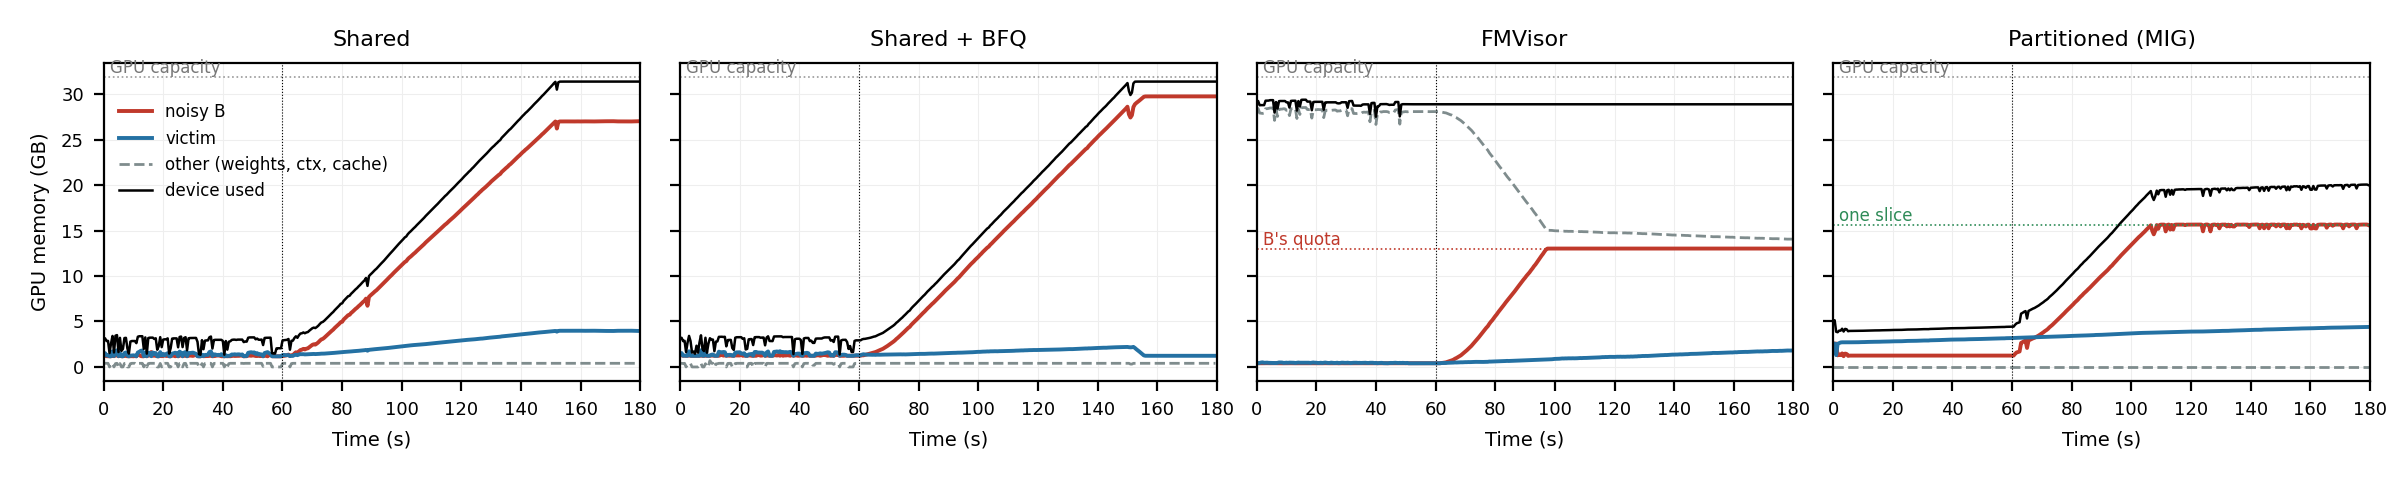 Shared
GPU capacity
noisy B
victim
other (weights, ctx, cache)
device used
GPU memory (GB)
30
25
20
15
10
5
0
0 20 40 60 80 100 120 140 160 180
Time (s)
Shared + BFQ
GPU capacity
0 20 40 60 80 100 120 140 160 180
Time (s)
FMVisor
GPU capacity
B's quota
0 20 40 60 80 100 120 140 160 180
Time (s)
Partitioned (MIG)
GPU capacity
one slice
0 20 40 60 80 100 120 140 160 180
Time (s)